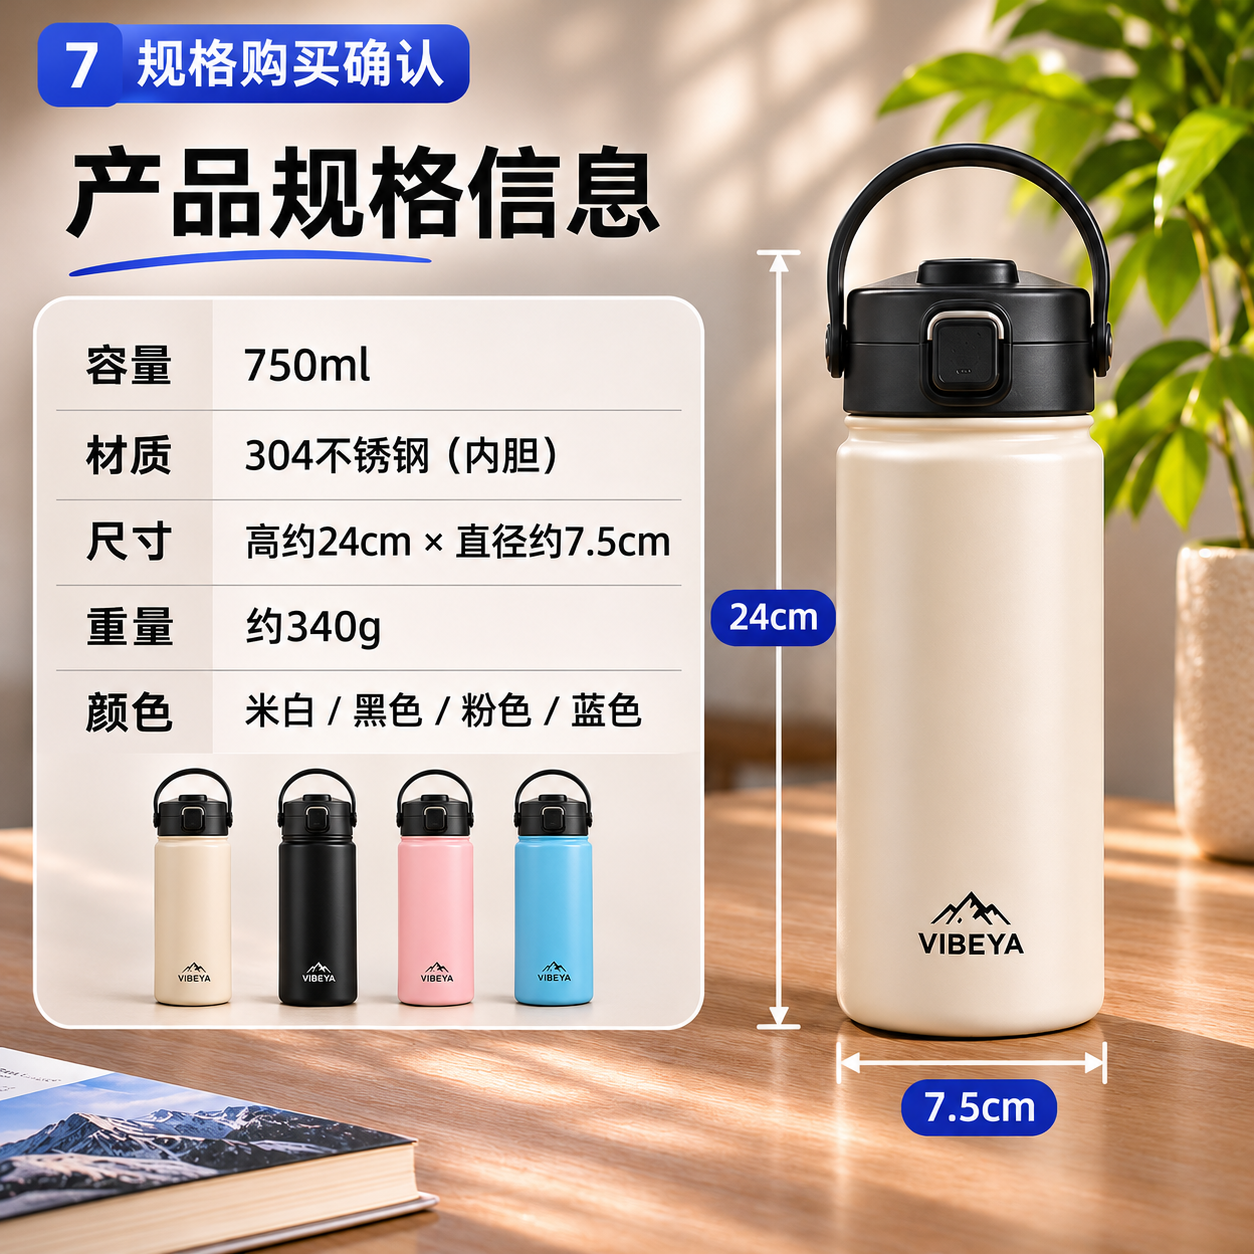 7 规格购买确认
产品规格信息
容量 750ml
材质 304不锈钢（内胆）
尺寸 高约24cm × 直径约7.5cm
重量 约340g
颜色 米白 / 黑色 / 粉色 / 蓝色
VIBEYA VIBEYA VIBEYA VIBEYA
24cm
VIBEYA
7.5cm